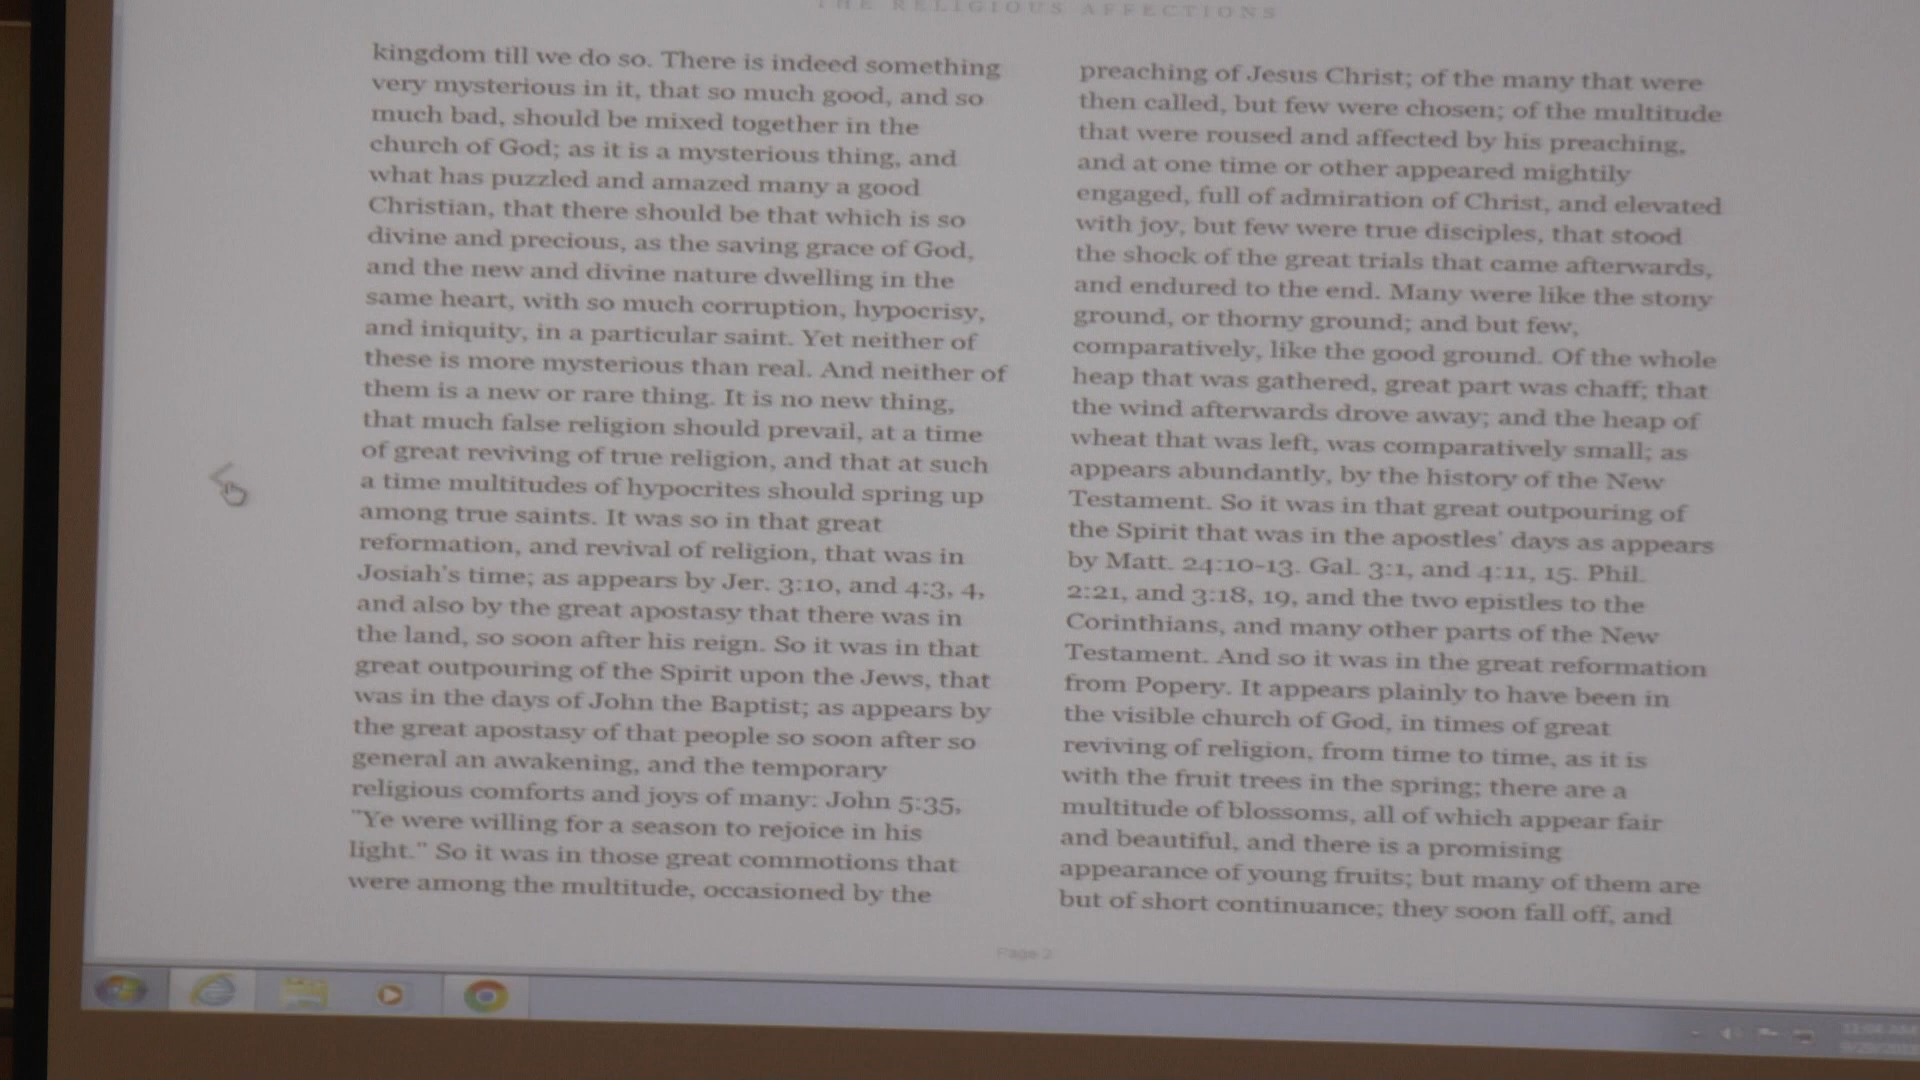 THE RELIGIOUS AFFECTIONS
kingdom till we do so. There is indeed something
very mysterious in it, that so much good, and so
much bad, should be mixed together in the
church of God; as it is a mysterious thing, and
what has puzzled and amazed many a good
Christian, that there should be that which is so
divine and precious, as the saving grace of God,
and the new and divine nature dwelling in the
same heart, with so much corruption, hypocrisy,
and iniquity, in a particular saint. Yet neither of
these is more mysterious than real. And neither of
them is a new or rare thing. It is no new thing,
that much false religion should prevail, at a time
of great reviving of true religion, and that at such
a time multitudes of hypocrites should spring up
among true saints. It was so in that great
reformation, and revival of religion, that was in
Josiah's time; as appears by Jer. 3:10, and 4:3, 4,
and also by the great apostasy that there was in
the land, so soon after his reign. So it was in that
great outpouring of the Spirit upon the Jews, that
was in the days of John the Baptist; as appears by
the great apostasy of that people so soon after so
general an awakening, and the temporary
religious comforts and joys of many: John 5:35,
"Ye were willing for a season to rejoice in his
light." So it was in those great commotions that
were among the multitude, occasioned by the
preaching of Jesus Christ; of the many that were
then called, but few were chosen; of the multitude
that were roused and affected by his preaching,
and at one time or other appeared mightily
engaged, full of admiration of Christ, and elevated
with joy, but few were true disciples, that stood
the shock of the great trials that came afterwards,
and endured to the end. Many were like the stony
ground, or thorny ground; and but few,
comparatively, like the good ground. Of the whole
heap that was gathered, great part was chaff; that
the wind afterwards drove away; and the heap of
wheat that was left, was comparatively small; as
appears abundantly, by the history of the New
Testament. So it was in that great outpouring of
the Spirit that was in the apostles' days as appears
by Matt. 24:10-13. Gal. 3:1, and 4:11, 15. Phil.
2:21, and 3:18, 19, and the two epistles to the
Corinthians, and many other parts of the New
Testament. And so it was in the great reformation
from Popery. It appears plainly to have been in
the visible church of God, in times of great
reviving of religion, from time to time, as it is
with the fruit trees in the spring; there are a
multitude of blossoms, all of which appear fair
and beautiful, and there is a promising
appearance of young fruits; but many of them are
but of short continuance; they soon fall off, and
Page 2
11:04 AM